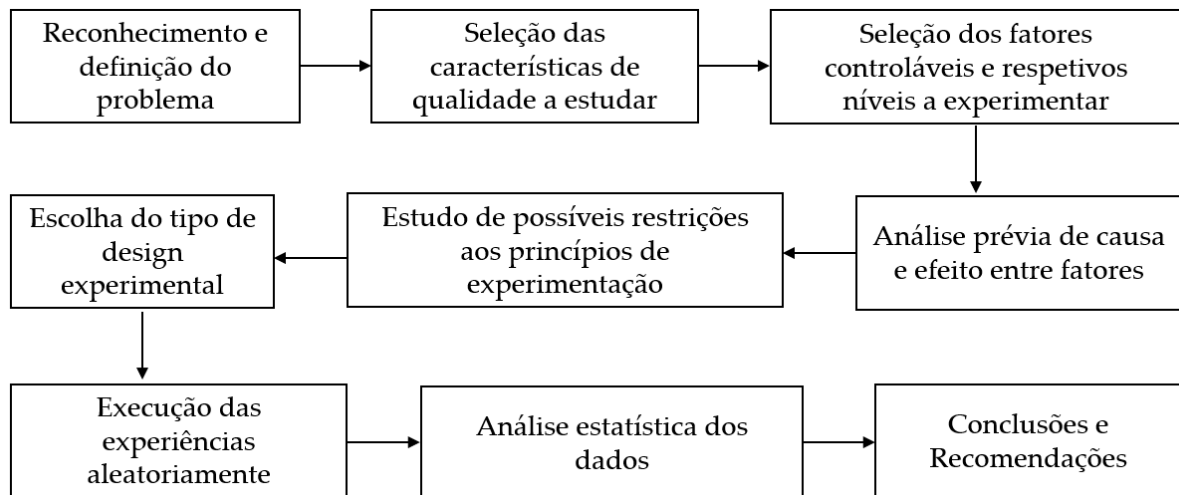 Reconhecimento e
definição do
problema
Seleção das
características de
qualidade a estudar
Seleção dos fatores
controláveis e respetivos
níveis a experimentar
Análise prévia de causa
e efeito entre fatores
Estudo de possíveis restrições
aos princípios de
experimentação
Escolha do tipo de
design
experimental
Execução das
experiências
aleatoriamente
Análise estatística dos
dados
Conclusões e
Recomendações